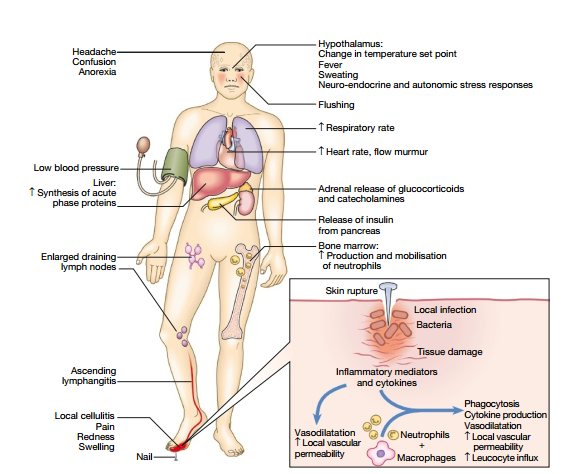 Headache
Confusion
Anorexia
Hypothalamus:
Change in temperature set point
Fever
Sweating
Neuro-endocrine and autonomic stress responses
Flushing
↑ Respiratory rate
↑ Heart rate, flow murmur
Low blood pressure
Liver:
↑ Synthesis of acute
phase proteins
Adrenal release of glucocorticoids
and catecholamines
Release of insulin
from pancreas
Bone marrow:
↑ Production and mobilisation
of neutrophils
Enlarged draining
lymph nodes
Ascending
lymphangitis
Local cellulitis
Pain
Redness
Swelling
Nail
Skin rupture
Local infection
Bacteria
Tissue damage
Inflammatory mediators
and cytokines
Vasodilatation
↑ Local vascular
permeability
Neutrophils
+
Macrophages
Phagocytosis
Cytokine production
Vasodilatation
↑ Local vascular
permeability
↑ Leucocyte influx